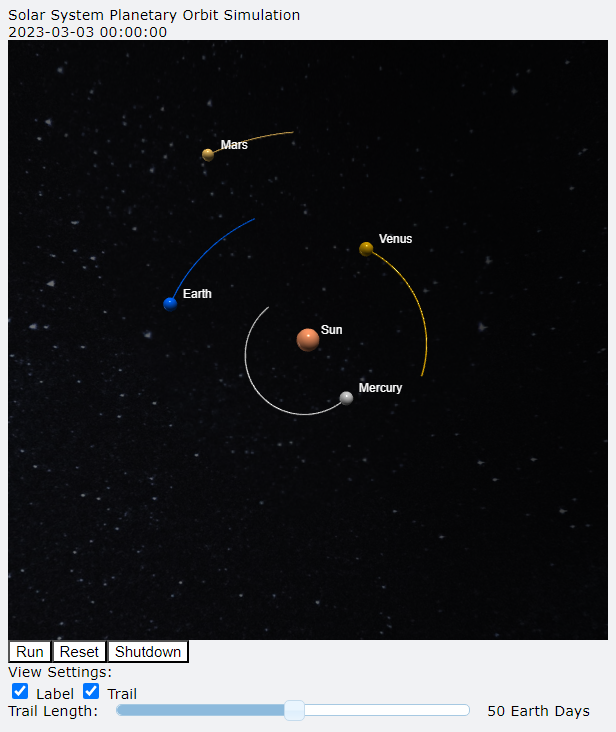 Solar System Planetary Orbit Simulation
2023-03-03 00:00:00
Mars
Venus
Earth
Sun
Mercury
Run Reset Shutdown
View Settings:
Label Trail
Trail Length: 50 Earth Days